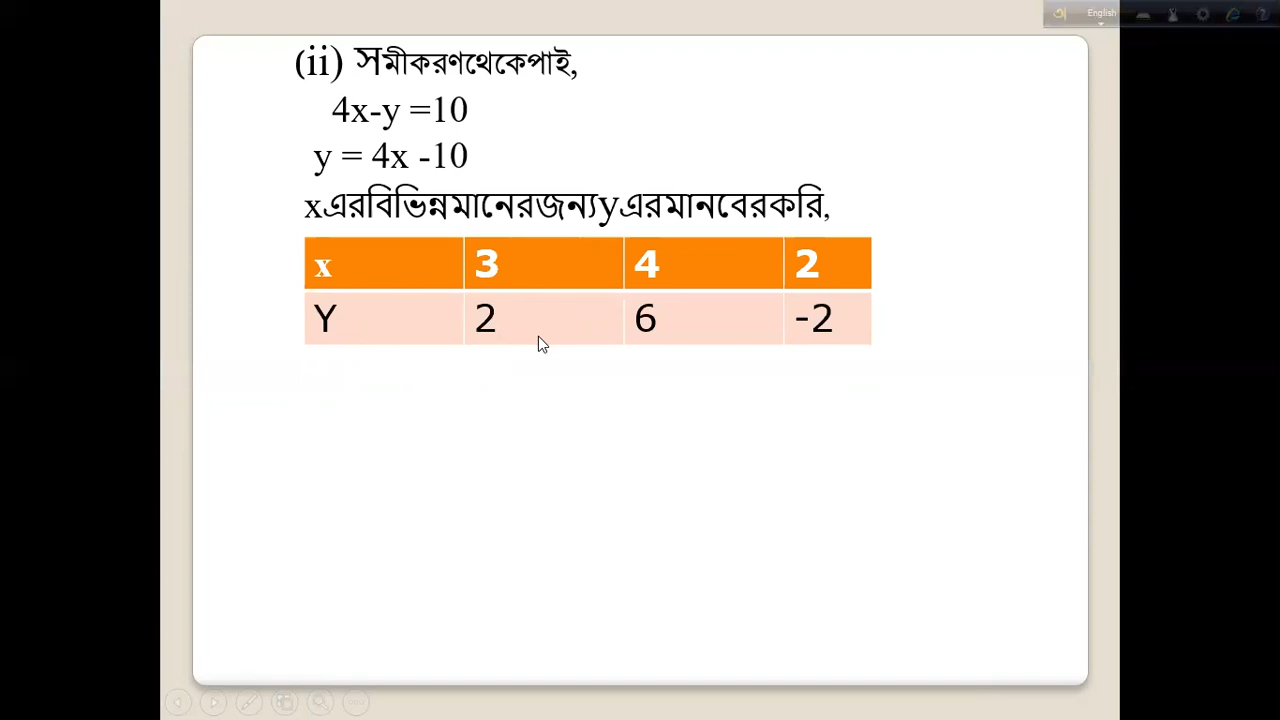 English
(ii) সমীকরণথেকেপাই,
4x-y =10
y = 4x -10
xএরবিভিন্নমানেরজন্যyএরমানবেরকরি,
x 3 4 2
Y 2 6 -2